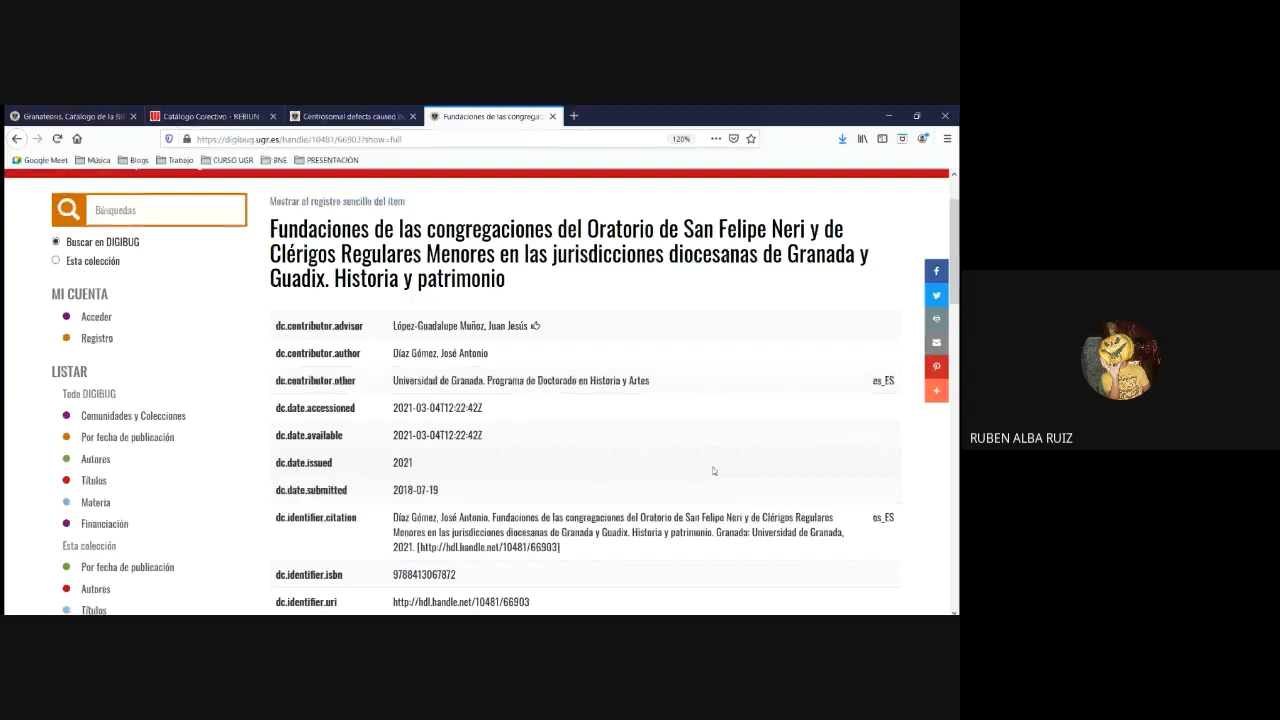 Granatensis. Catálogo de la Bi
Catálogo Colectivo - REBIUN
Centrosomal defects caused b
Fundaciones de las congrega
https://digibug.ugr.es/handle/10481/66903?show=full
120%
Google Meet Música Blogs Trabajo CURSO UGR BNE PRESENTACIÓN
Búsquedas
Buscar en DIGIBUG
Esta colección
MI CUENTA
Acceder
Registro
LISTAR
Todo DIGIBUG
Comunidades y Colecciones
Por fecha de publicación
Autores
Títulos
Materia
Financiación
Esta colección
Por fecha de publicación
Autores
Títulos
Mostrar el registro sencillo del ítem
Fundaciones de las congregaciones del Oratorio de San Felipe Neri y de
Clérigos Regulares Menores en las jurisdicciones diocesanas de Granada y
Guadix. Historia y patrimonio
dc.contributor.advisor López-Guadalupe Muñoz, Juan Jesús
dc.contributor.author Díaz Gómez, José Antonio
dc.contributor.other Universidad de Granada. Programa de Doctorado en Historia y Artes es_ES
dc.date.accessioned 2021-03-04T12:22:42Z
dc.date.available 2021-03-04T12:22:42Z
dc.date.issued 2021
dc.date.submitted 2018-07-19
dc.identifier.citation Díaz Gómez, José Antonio. Fundaciones de las congregaciones del Oratorio de San Felipe Neri y de Clérigos Regulares es_ES
Menores en las jurisdicciones diocesanas de Granada y Guadix. Historia y patrimonio. Granada: Universidad de Granada,
2021. [http://hdl.handle.net/10481/66903]
dc.identifier.isbn 9788413067872
dc.identifier.uri http://hdl.handle.net/10481/66903
RUBEN ALBA RUIZ